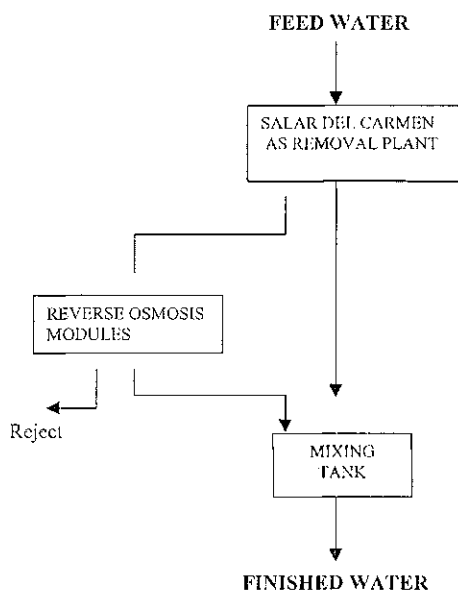 FEED WATER
SALAR DEL CARMEN
AS REMOVAL PLANT
REVERSE OSMOSIS
MODULES
Reject
MIXING
TANK
FINISHED WATER